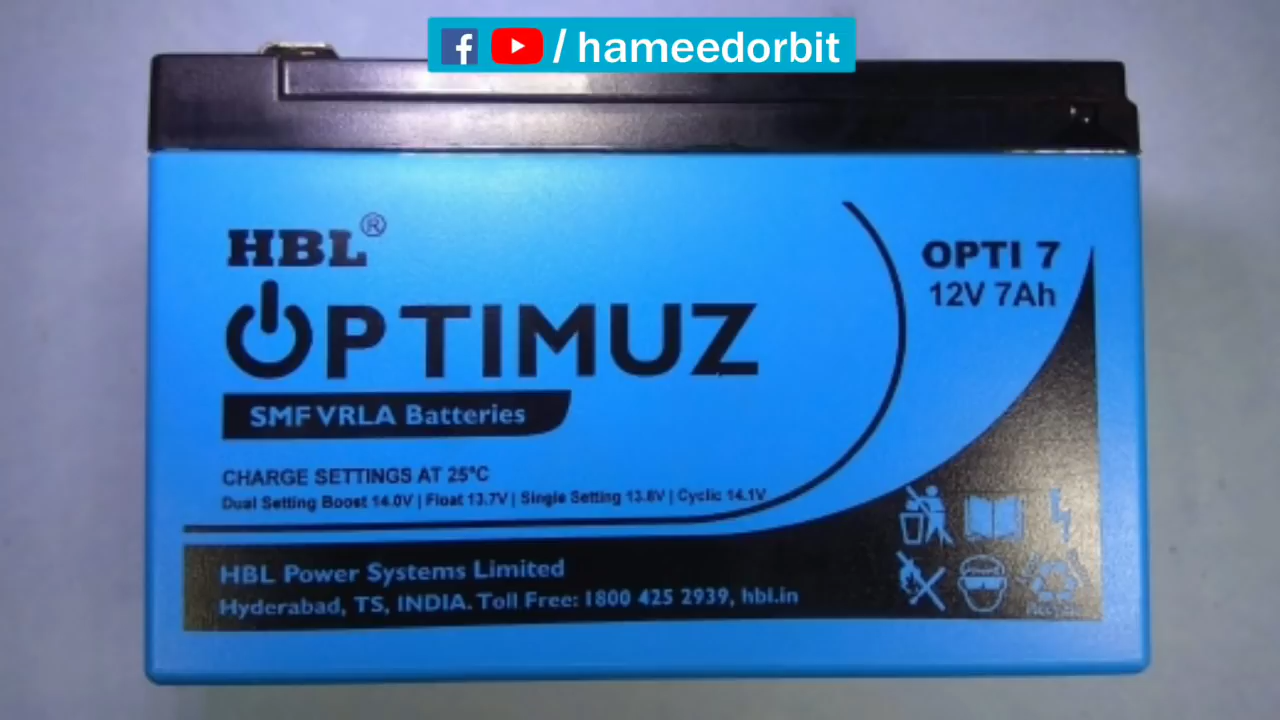 / hameedorbit
HBL®
OPTIMUZ
SMF VRLA Batteries
CHARGE SETTINGS AT 25°C
Dual Setting Boost 14.0V | Float 13.7V | Single Setting 13.8V | Cyclic 14.1V
OPTI 7
12V 7Ah
HBL Power Systems Limited
Hyderabad, TS, INDIA. Toll Free: 1800 425 2939, hbl.in